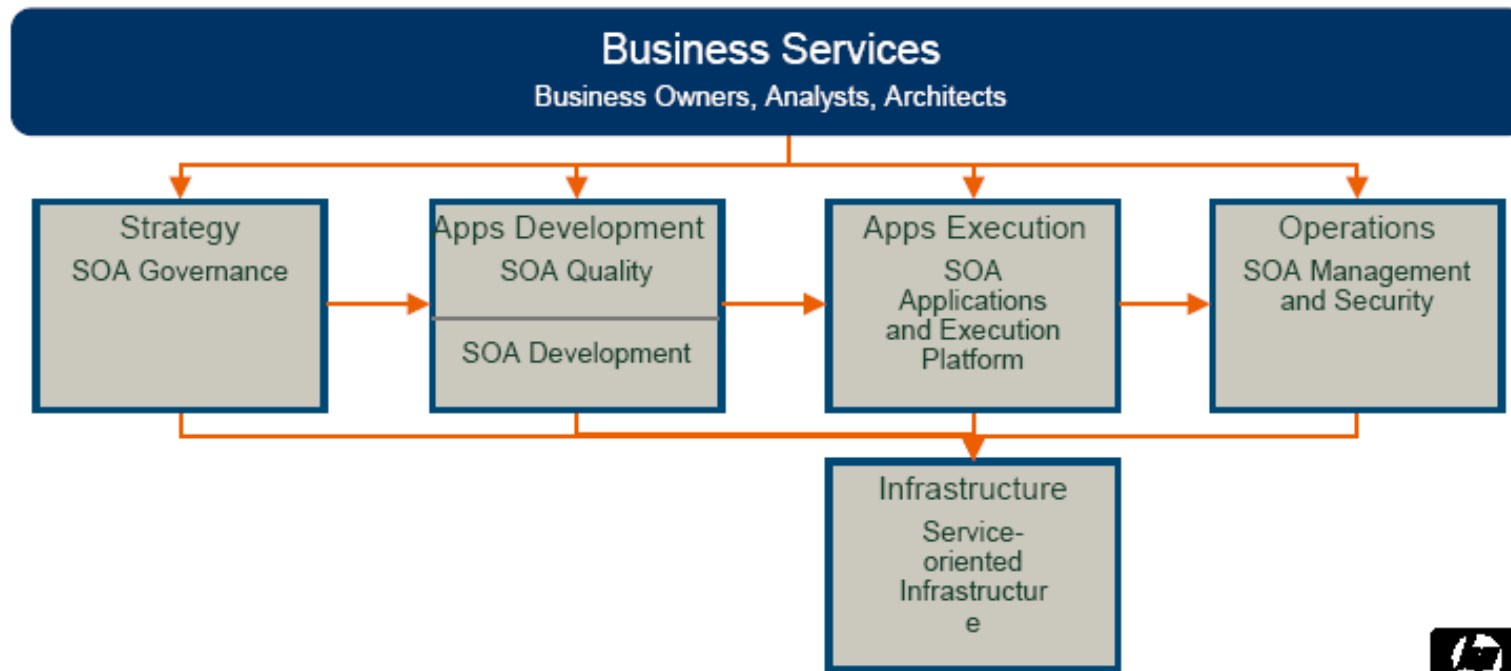 Business Services
Business Owners, Analysts, Architects
Strategy
SOA Governance
Apps Development
SOA Quality
SOA Development
Apps Execution
SOA
Applications
and Execution
Platform
Operations
SOA Management
and Security
Infrastructure
Service-
oriented
Infrastructur
e